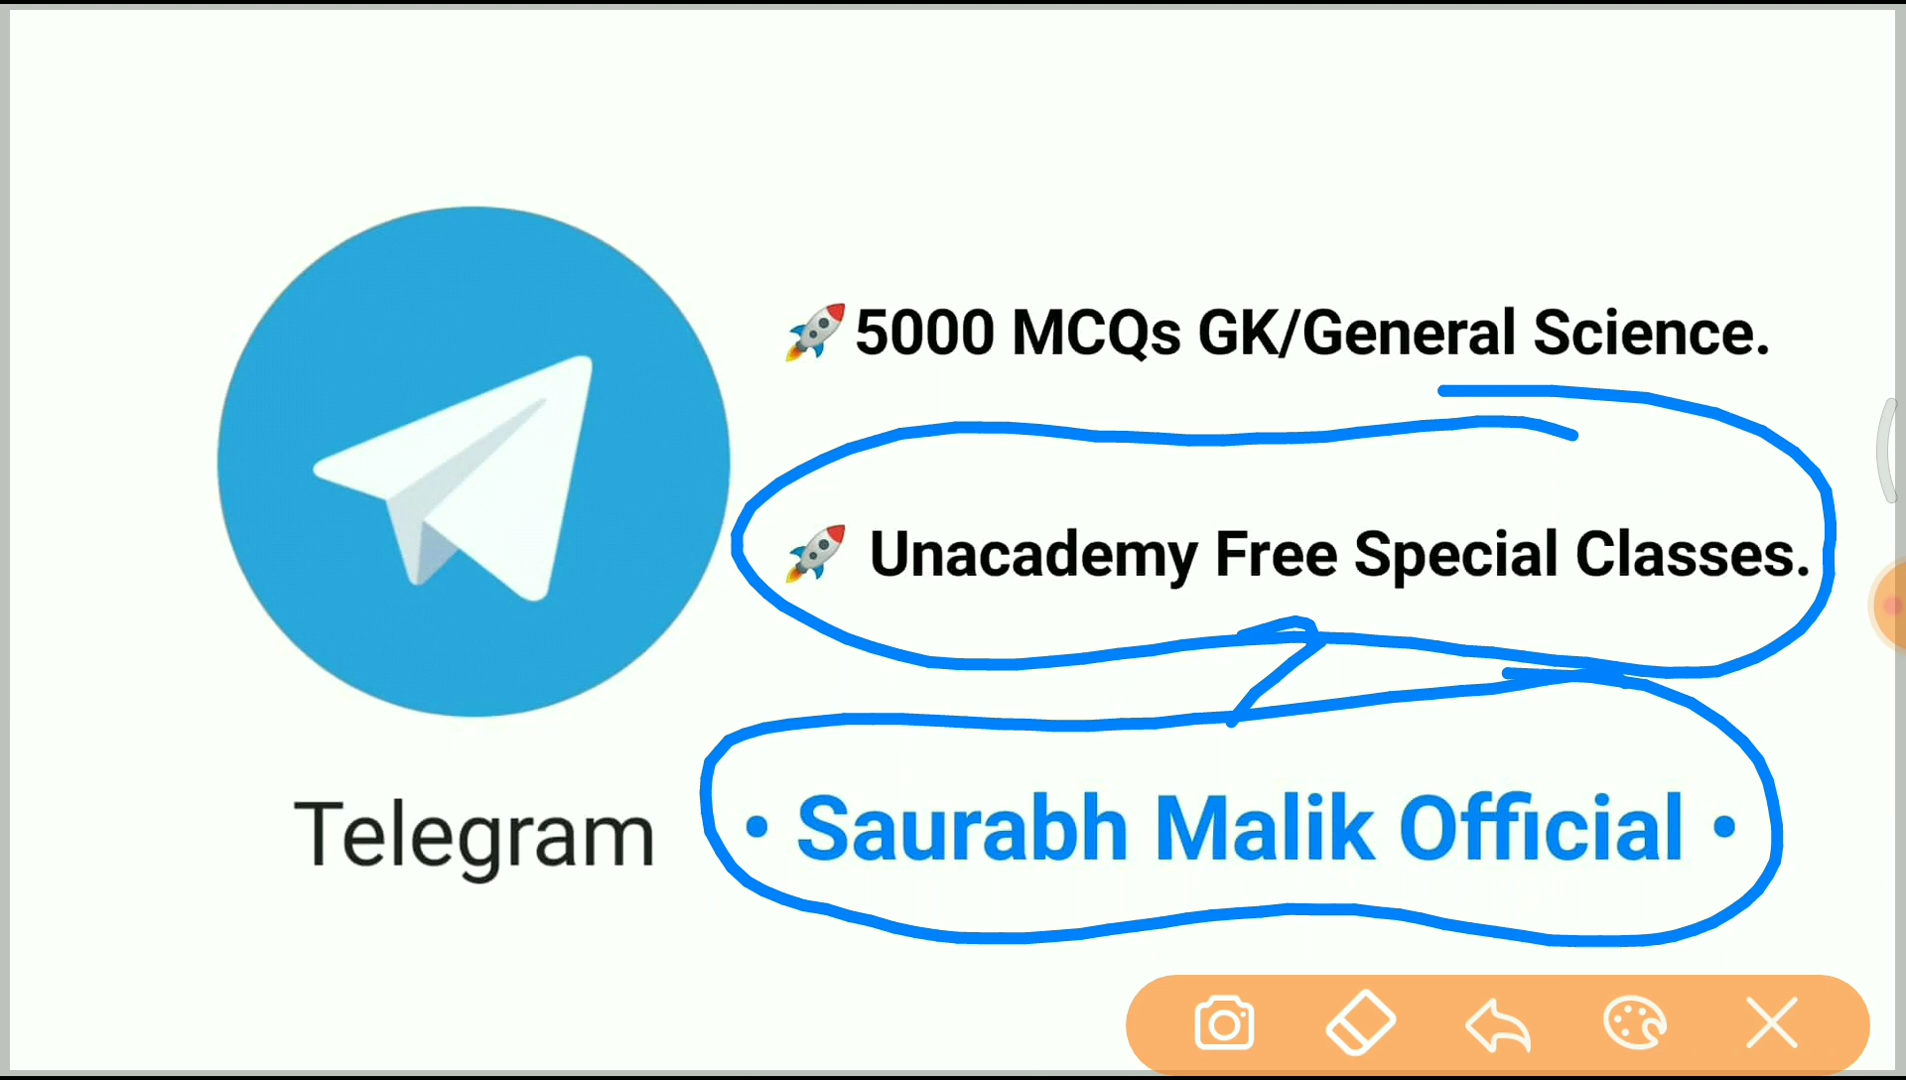 🚀5000 MCQs GK/General Science.
🚀 Unacademy Free Special Classes.
Telegram
• Saurabh Malik Official •